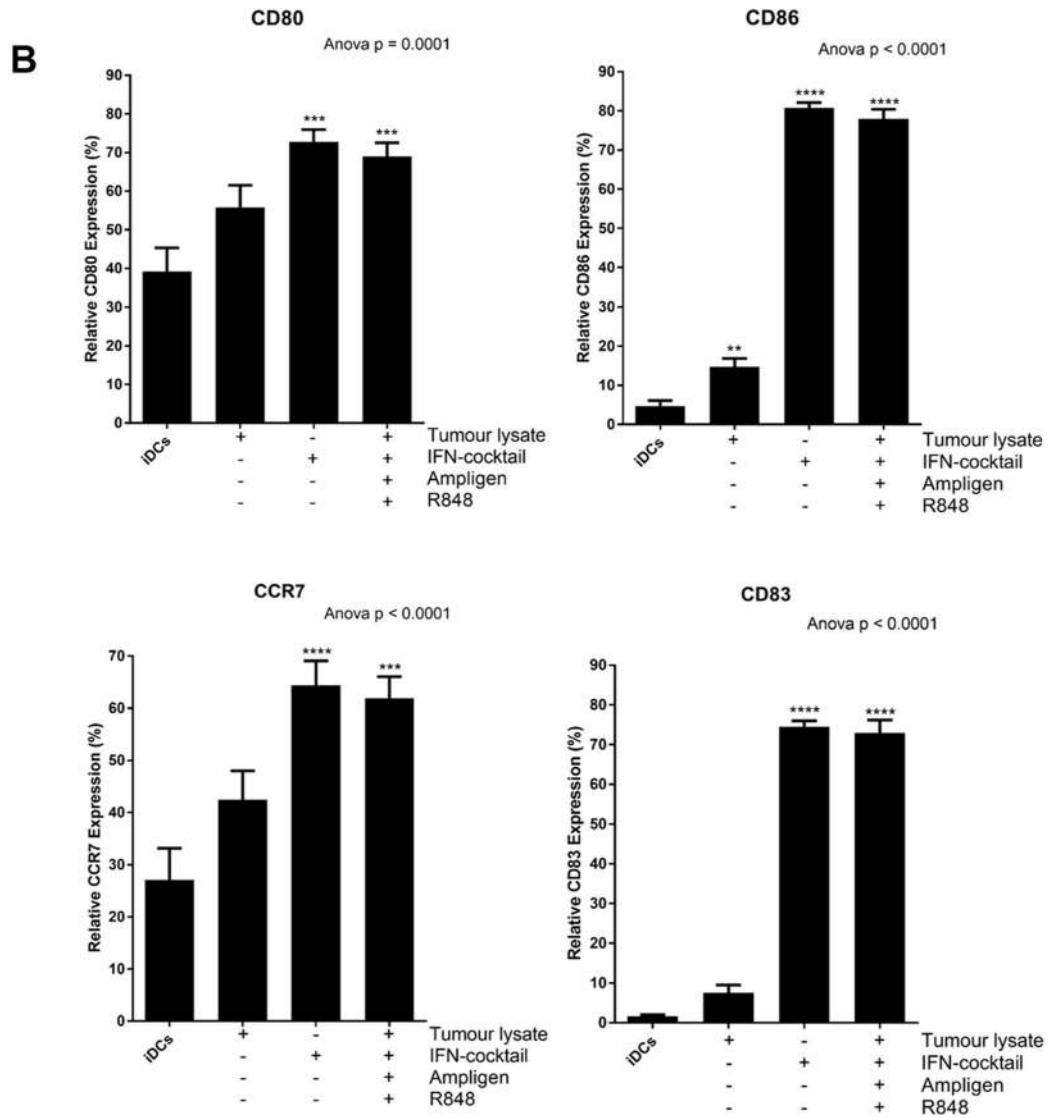 B
CD80
Anova p = 0.0001
Relative CD80 Expression (%)
90
80
70
60
50
40
30
20
10
0
*** ***
iDCs + - + Tumour lysate
- + + IFN-cocktail
- - + Ampligen
- - + R848
CD86
Anova p < 0.0001
Relative CD86 Expression (%)
90
80
70
60
50
40
30
20
10
0
** **** ****
iDCs + - + Tumour lysate
- + + IFN-cocktail
- - + Ampligen
- - + R848
CCR7
Anova p < 0.0001
Relative CCR7 Expression (%)
70
60
50
40
30
20
10
0
**** ***
iDCs + - + Tumour lysate
- + + IFN-cocktail
- - + Ampligen
- - + R848
CD83
Anova p < 0.0001
Relative CD83 Expression (%)
90
80
70
60
50
40
30
20
10
0
**** ****
iDCs + - + Tumour lysate
- + + IFN-cocktail
- - + Ampligen
- - + R848